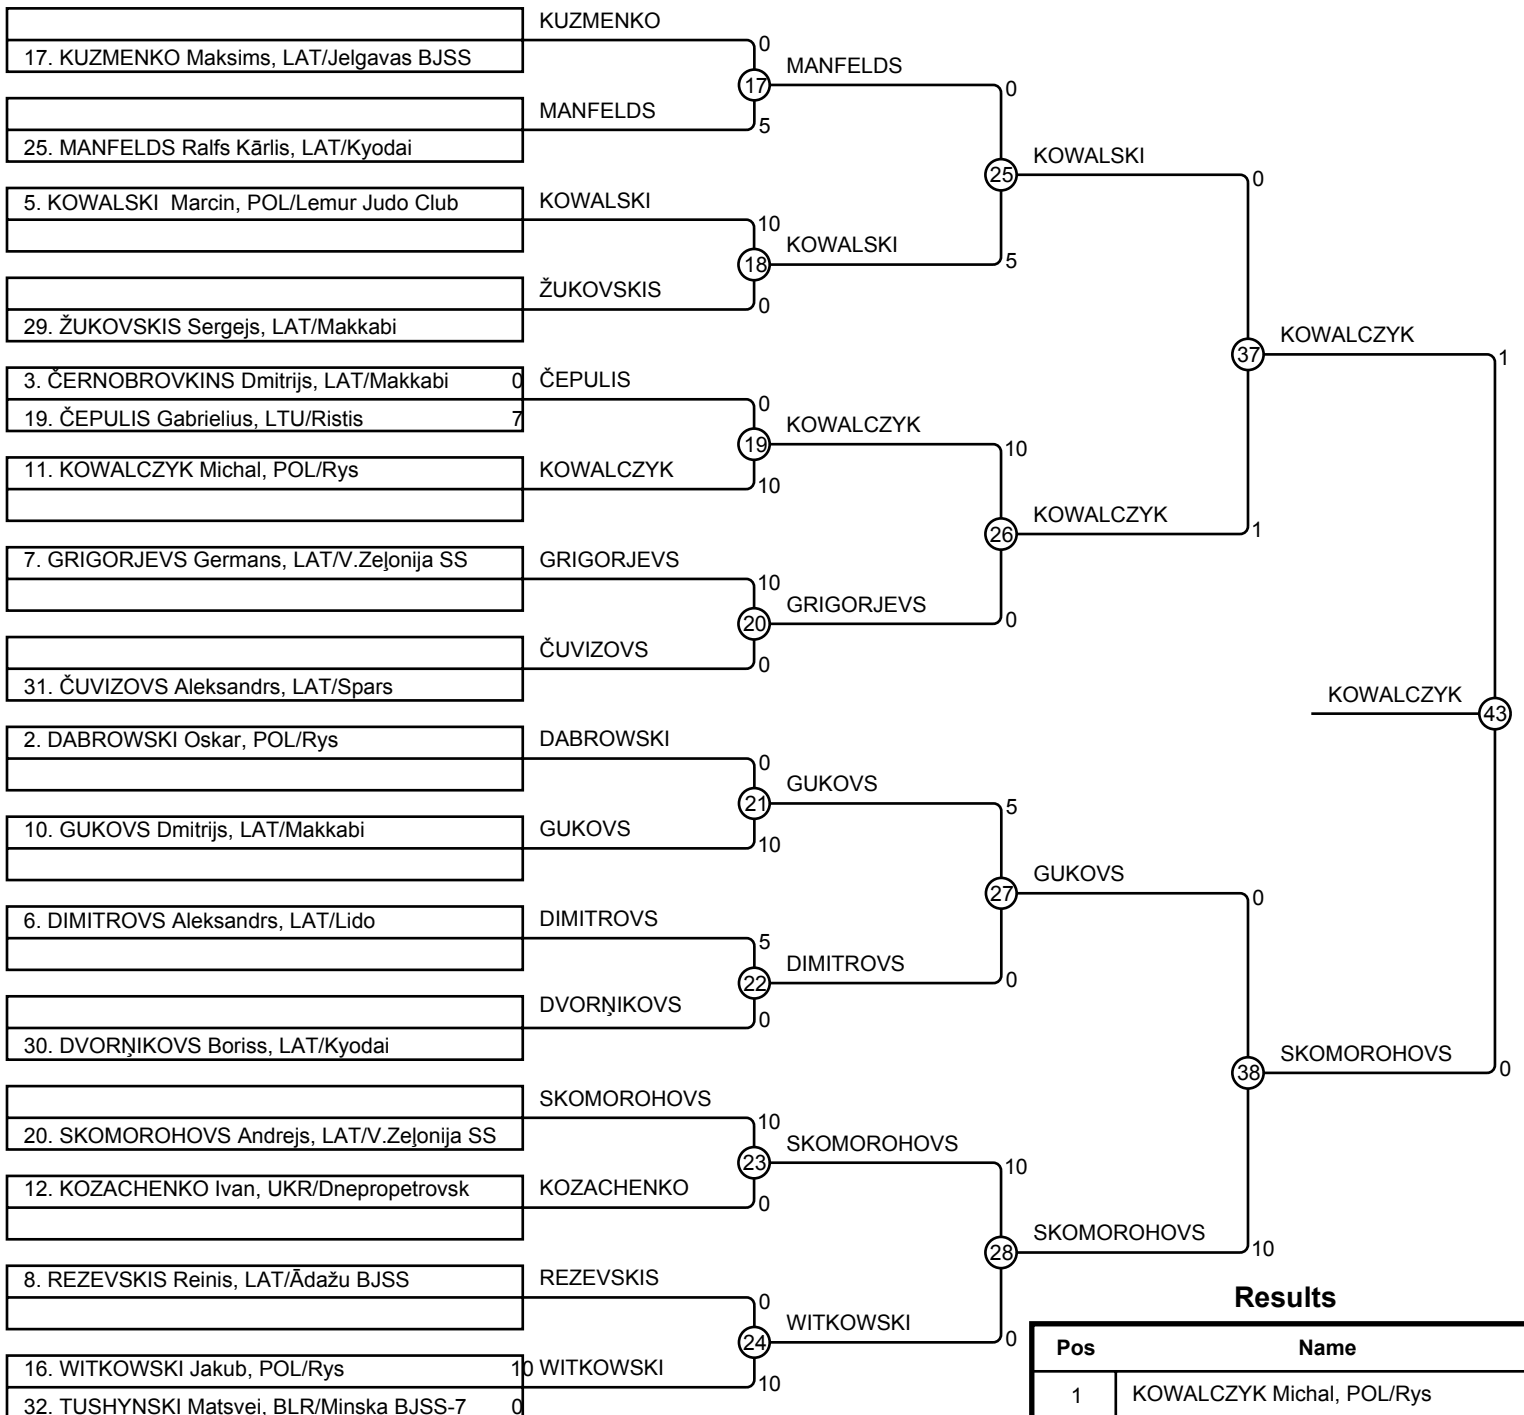 KUZMENKO
17. KUZMENKO Maksims, LAT/Jelgavas BJSS
0
17
MANFELDS
0
MANFELDS
5
25. MANFELDS Ralfs Kārlis, LAT/Kyodai
25
KOWALSKI
0
5. KOWALSKI Marcin, POL/Lemur Judo Club
KOWALSKI
10
18
KOWALSKI
5
ŽUKOVSKIS
0
29. ŽUKOVSKIS Sergejs, LAT/Makkabi
37
KOWALCZYK
1
3. ČERNOBROVKINS Dmitrijs, LAT/Makkabi 0
ČEPULIS
19. ČEPULIS Gabrielius, LTU/Ristis 7
0
19
KOWALCZYK
10
11. KOWALCZYK Michal, POL/Rys
KOWALCZYK
10
26
KOWALCZYK
1
7. GRIGORJEVS Germans, LAT/V.Zeļonija SS
GRIGORJEVS
10
20
GRIGORJEVS
0
ČUVIZOVS
0
31. ČUVIZOVS Aleksandrs, LAT/Spars
KOWALCZYK
43
2. DABROWSKI Oskar, POL/Rys
DABROWSKI
0
21
GUKOVS
5
10. GUKOVS Dmitrijs, LAT/Makkabi
GUKOVS
10
27
GUKOVS
0
6. DIMITROVS Aleksandrs, LAT/Lido
DIMITROVS
5
22
DIMITROVS
0
DVORŅIKOVS
0
30. DVORŅIKOVS Boriss, LAT/Kyodai
38
SKOMOROHOVS
0
SKOMOROHOVS
10
20. SKOMOROHOVS Andrejs, LAT/V.Zeļonija SS
23
SKOMOROHOVS
10
12. KOZACHENKO Ivan, UKR/Dnepropetrovsk
KOZACHENKO
0
28
SKOMOROHOVS
10
8. REZEVSKIS Reinis, LAT/Ādažu BJSS
REZEVSKIS
0
24
WITKOWSKI
0
16. WITKOWSKI Jakub, POL/Rys 10
WITKOWSKI
10
32. TUSHYNSKI Matsvei, BLR/Minska BJSS-7 0
Results
Pos Name
1 KOWALCZYK Michal, POL/Rys